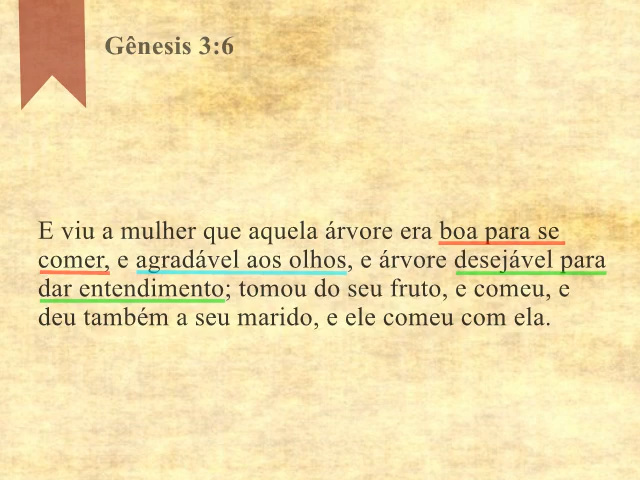 Gênesis 3:6
E viu a mulher que aquela árvore era boa para se
comer, e agradável aos olhos, e árvore desejável para
dar entendimento; tomou do seu fruto, e comeu, e
deu também a seu marido, e ele comeu com ela.